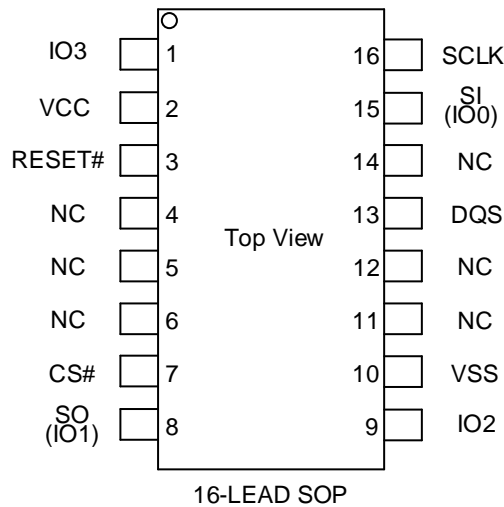 IO3 1 16 SCLK
VCC 2 15 SI (IO0)
RESET# 3 14 NC
NC 4 13 DQS
Top View
NC 5 12 NC
NC 6 11 NC
CS# 7 10 VSS
SO (IO1) 8 9 IO2
16-LEAD SOP